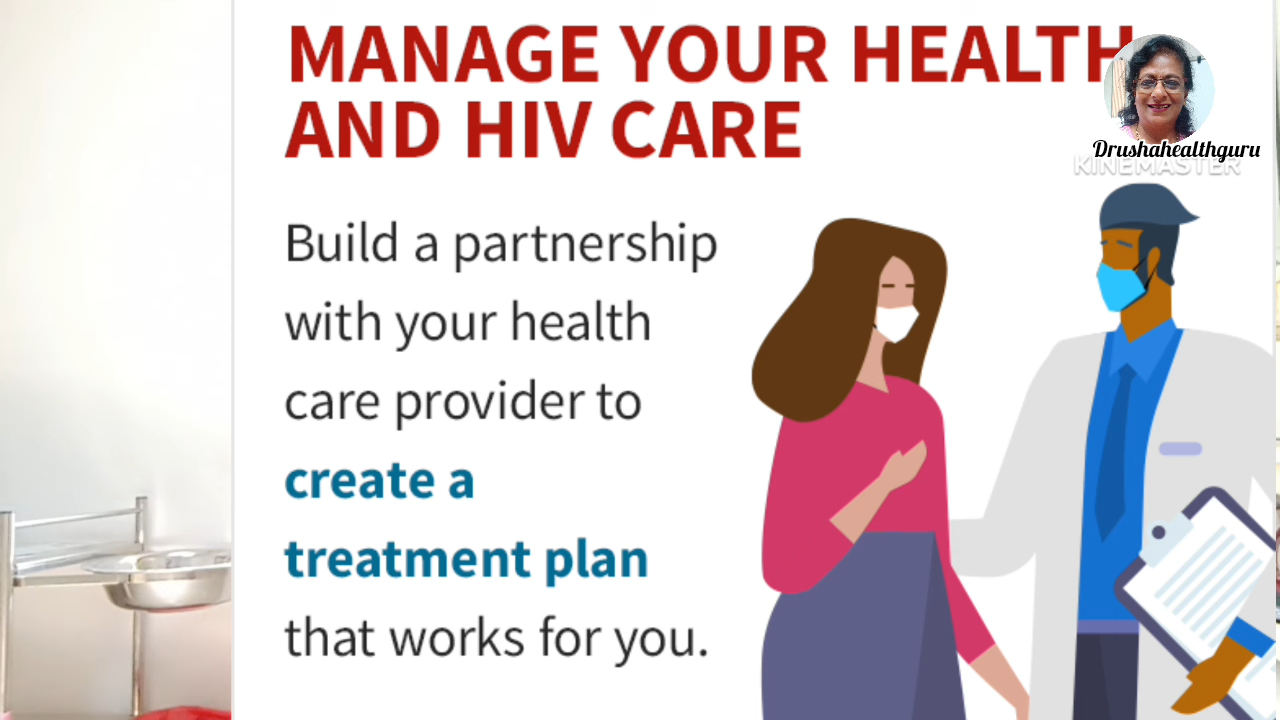 MANAGE YOUR HEALTH
AND HIV CARE
Drushahealthguru
KINEMASTER
Build a partnership
with your health
care provider to
create a
treatment plan
that works for you.